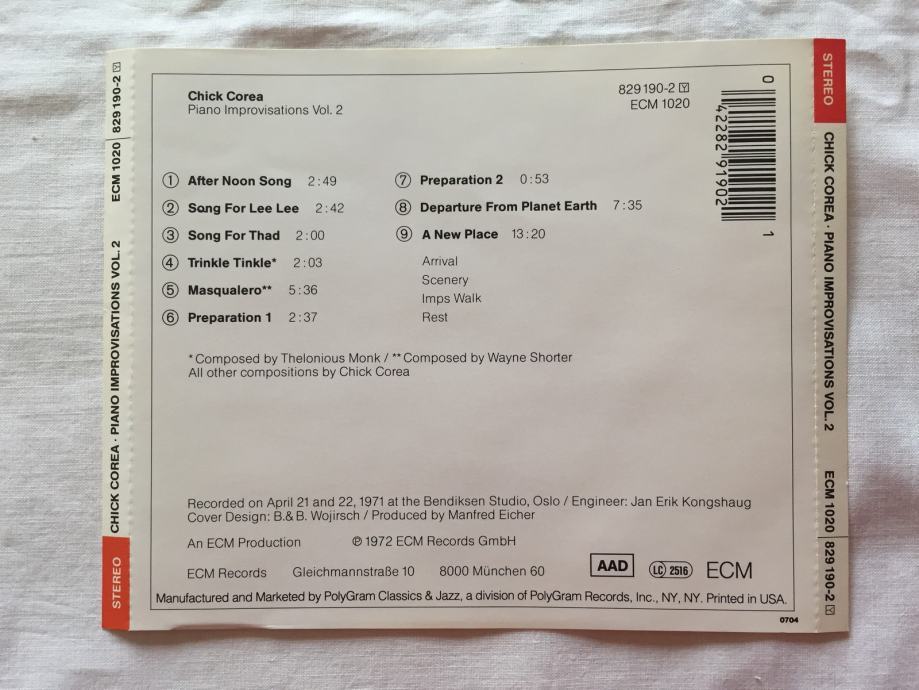 Chick Corea
Piano Improvisations Vol. 2
829 190-2 Y
ECM 1020
0
42282 91902
1
① After Noon Song 2:49
② Song For Lee Lee 2:42
③ Song For Thad 2:00
④ Trinkle Tinkle* 2:03
⑤ Masqualero** 5:36
⑥ Preparation 1 2:37
⑦ Preparation 2 0:53
⑧ Departure From Planet Earth 7:35
⑨ A New Place 13:20
Arrival
Scenery
Imps Walk
Rest
* Composed by Thelonious Monk / ** Composed by Wayne Shorter
All other compositions by Chick Corea
Recorded on April 21 and 22, 1971 at the Bendiksen Studio, Oslo / Engineer: Jan Erik Kongshaug
Cover Design: B.& B. Wojirsch / Produced by Manfred Eicher
An ECM Production ℗ 1972 ECM Records GmbH
ECM Records Gleichmannstraße 10 8000 München 60 AAD LC 2516 ECM
Manufactured and Marketed by PolyGram Classics & Jazz, a division of PolyGram Records, Inc., NY, NY. Printed in USA.
0704
STEREO CHICK COREA · PIANO IMPROVISATIONS VOL. 2 ECM 1020 829 190-2 Y
STEREO CHICK COREA · PIANO IMPROVISATIONS VOL. 2 ECM 1020 829 190-2 Y